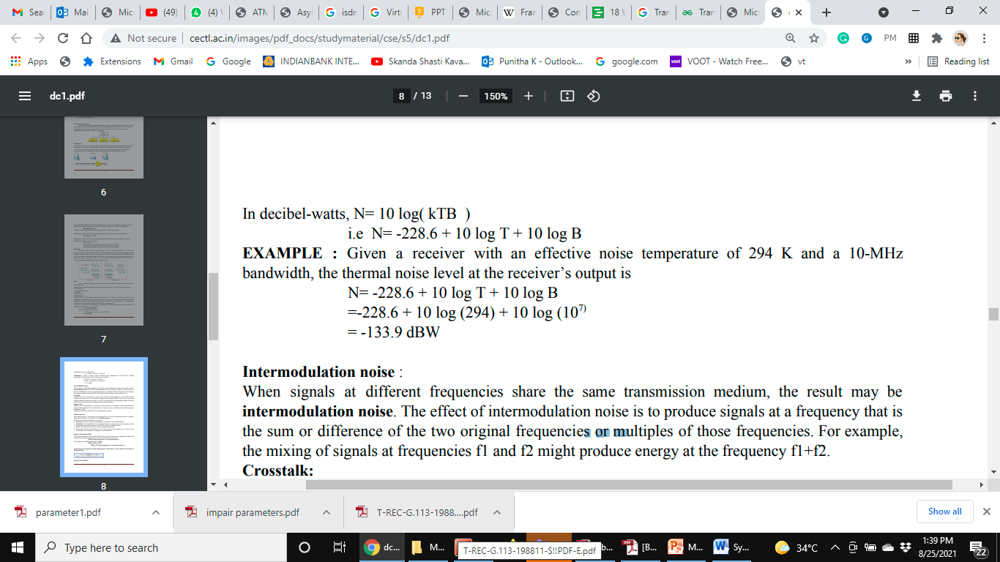 Sear
Mai
Mic
(49)
(4) \
ATM
Asy
isdn
Virt
PPT
Mic
W Frar
Con
18 \
Trar
Trar
Mic
Not secure | cectl.ac.in/images/pdf_docs/studymaterial/cse/s5/dc1.pdf
PM
Apps
Extensions
Gmail
Google
INDIANBANK INTE...
Skanda Shasti Kava...
Punitha K - Outlook...
google.com
VOOT - Watch Free...
vt
»
Reading list
dc1.pdf
8 / 13
150%
6
7
8
In decibel-watts, N= 10 log( kTB )
i.e N= -228.6 + 10 log T + 10 log B
EXAMPLE : Given a receiver with an effective noise temperature of 294 K and a 10-MHz
bandwidth, the thermal noise level at the receiver’s output is
N= -228.6 + 10 log T + 10 log B
=-228.6 + 10 log (294) + 10 log (10⁷⁾
= -133.9 dBW
Intermodulation noise :
When signals at different frequencies share the same transmission medium, the result may be
intermodulation noise. The effect of intermodulation noise is to produce signals at a frequency that is
the sum or difference of the two original frequencies or multiples of those frequencies. For example,
the mixing of signals at frequencies f1 and f2 might produce energy at the frequency f1+f2.
Crosstalk:
parameter1.pdf
impair parameters.pdf
T-REC-G.113-1988....pdf
Show all
Type here to search
dc...
M...
T-REC-G.113-198811-S!!PDF-E.pdf
b...
[B...
M...
Sy...
34°C
1:39 PM
8/25/2021
22